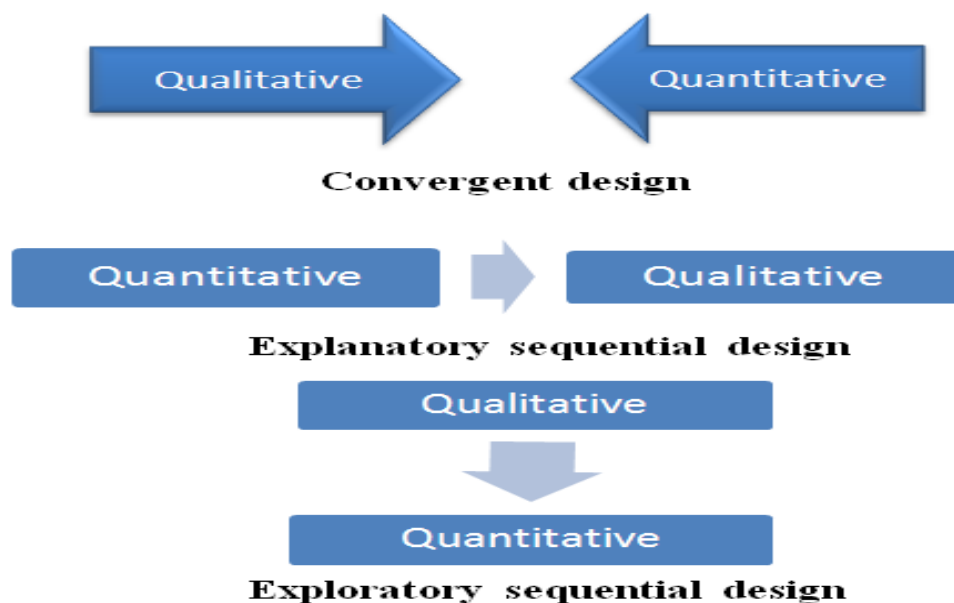 Qualitative Quantitative
Convergent design
Quantitative Qualitative
Explanatory sequential design
Qualitative
Quantitative
Exploratory sequential design